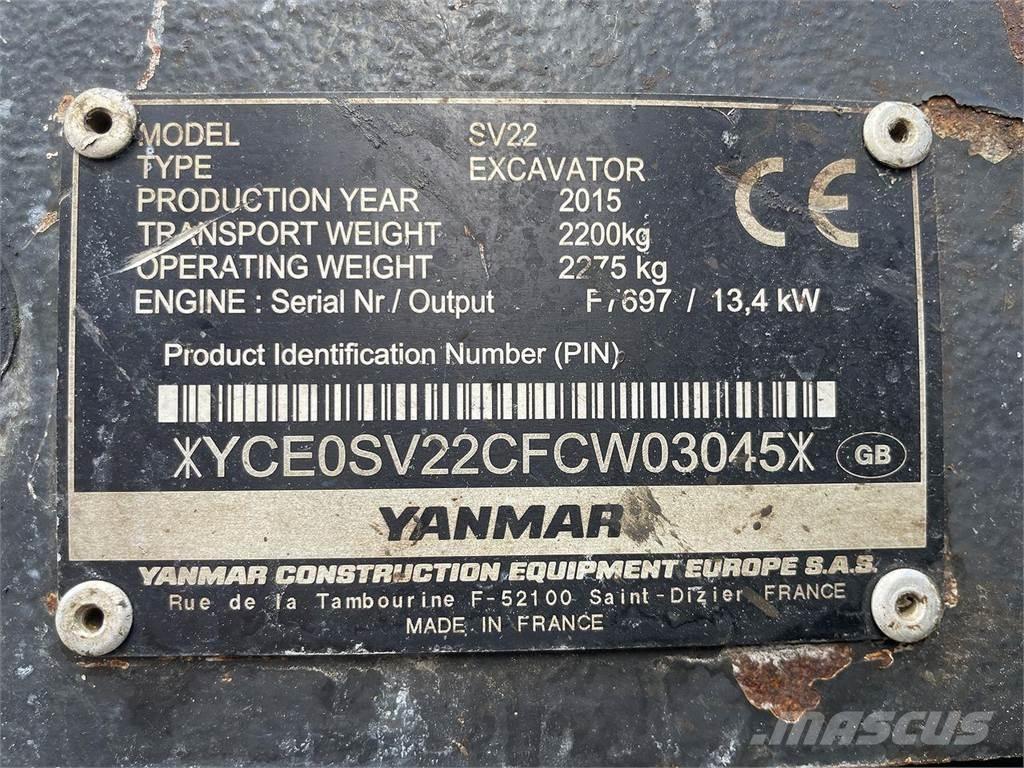 MODEL SV22
TYPE EXCAVATOR
PRODUCTION YEAR 2015
TRANSPORT WEIGHT 2200kg
OPERATING WEIGHT 2275 kg
ENGINE : Serial Nr / Output F7697 / 13,4 kW
CE
Product Identification Number (PIN)
*YCE0SV22CFCW03045*
GB
YANMAR
YANMAR CONSTRUCTION EQUIPMENT EUROPE S.A.S.
Rue de la Tambourine F-52100 Saint-Dizier FRANCE
MADE IN FRANCE
MASCUS